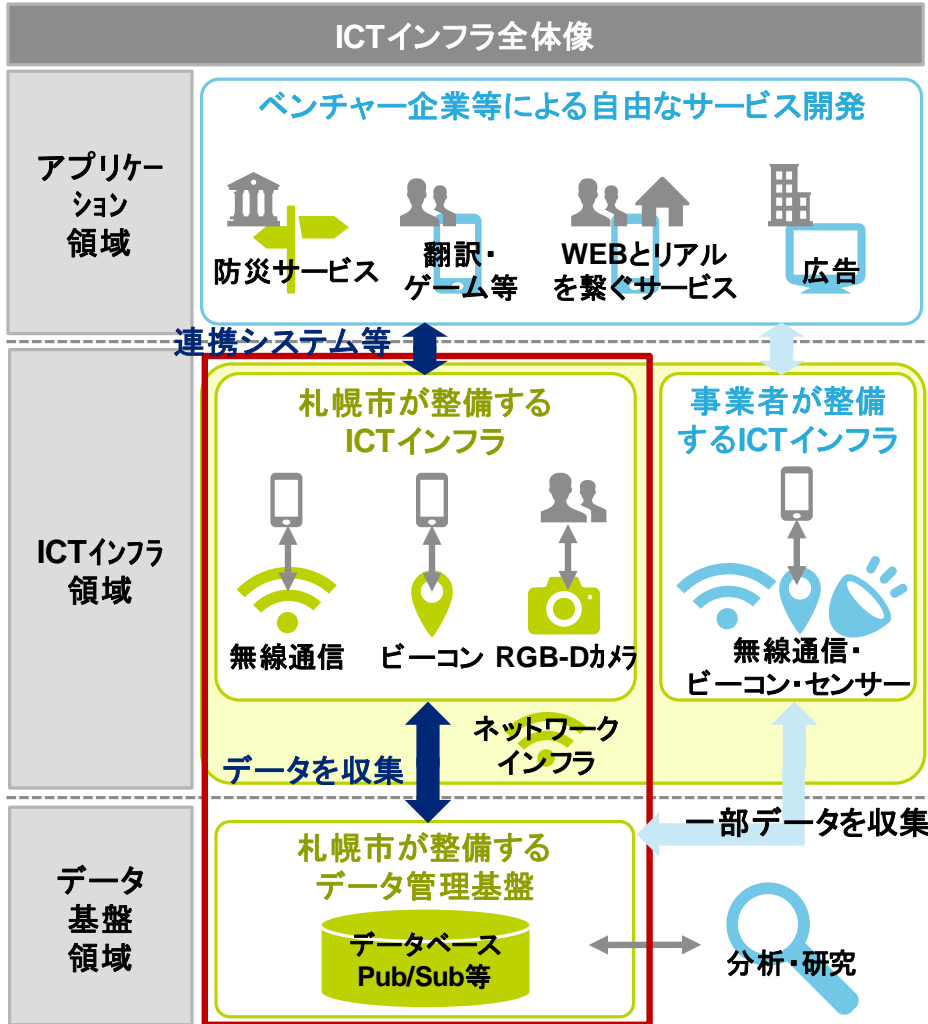 ICTインフラ全体像
アプリケー
ション
領域
ベンチャー企業等による自由なサービス開発
防災サービス
翻訳・
ゲーム等
WEBとリアル
を繋ぐサービス
広告
連携システム等
ICTインフラ
領域
札幌市が整備する
ICTインフラ
無線通信
ビーコン
RGB-Dカメラ
事業者が整備
するICTインフラ
無線通信・
ビーコン・センサー
ネットワーク
インフラ
データを収集
一部データを収集
データ
基盤
領域
札幌市が整備する
データ管理基盤
データベース
Pub/Sub等
分析・研究